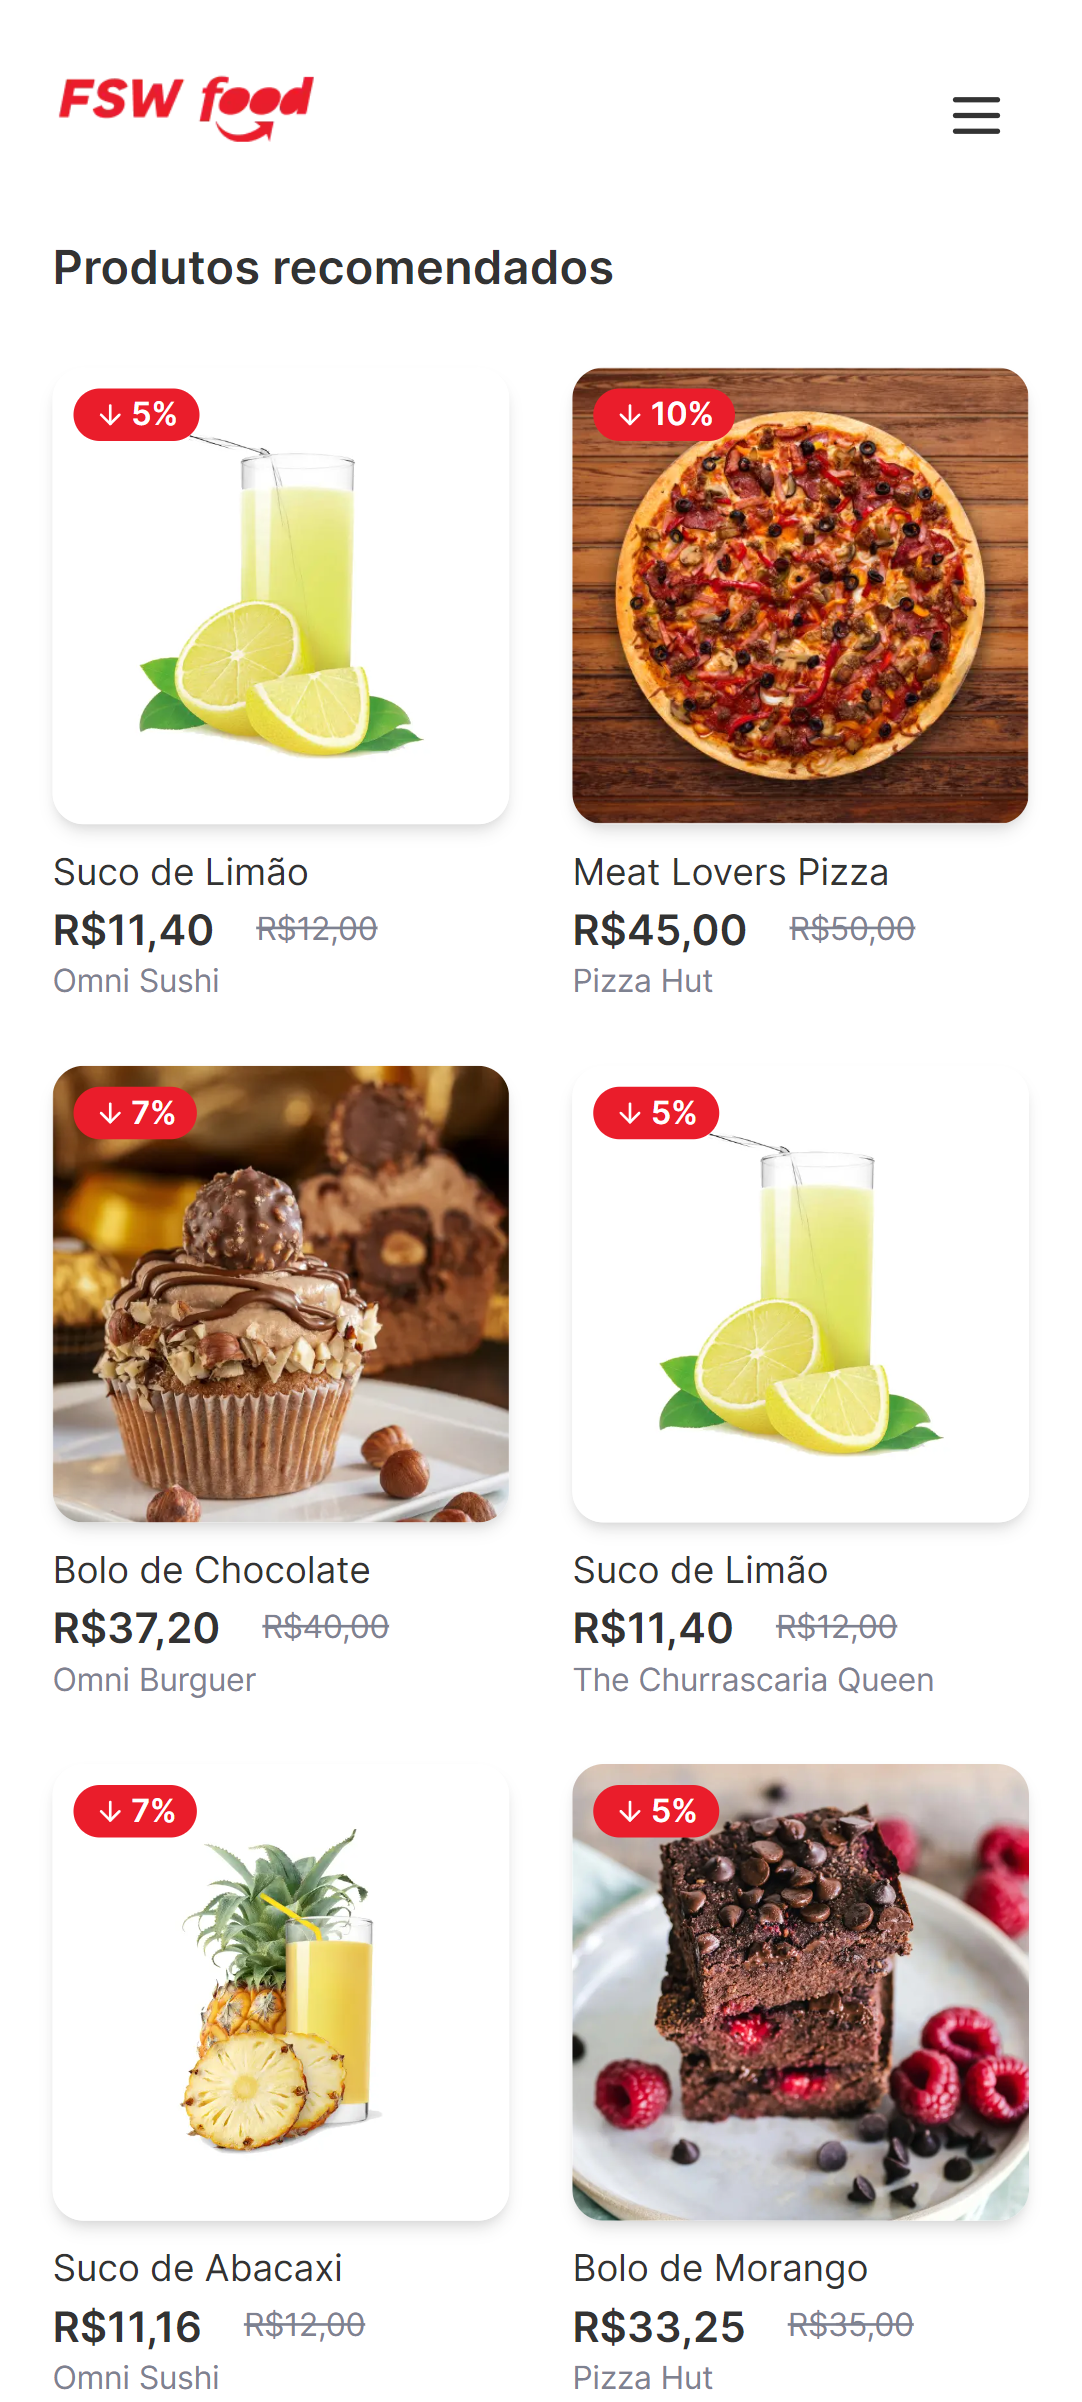 FSW food
Produtos recomendados
↓ 5%
↓ 10%
Suco de Limão
Meat Lovers Pizza
R$11,40 R$12,00
R$45,00 R$50,00
Omni Sushi
Pizza Hut
↓ 7%
↓ 5%
Bolo de Chocolate
Suco de Limão
R$37,20 R$40,00
R$11,40 R$12,00
Omni Burguer
The Churrascaria Queen
↓ 7%
↓ 5%
Suco de Abacaxi
Bolo de Morango
R$11,16 R$12,00
R$33,25 R$35,00
Omni Sushi
Pizza Hut